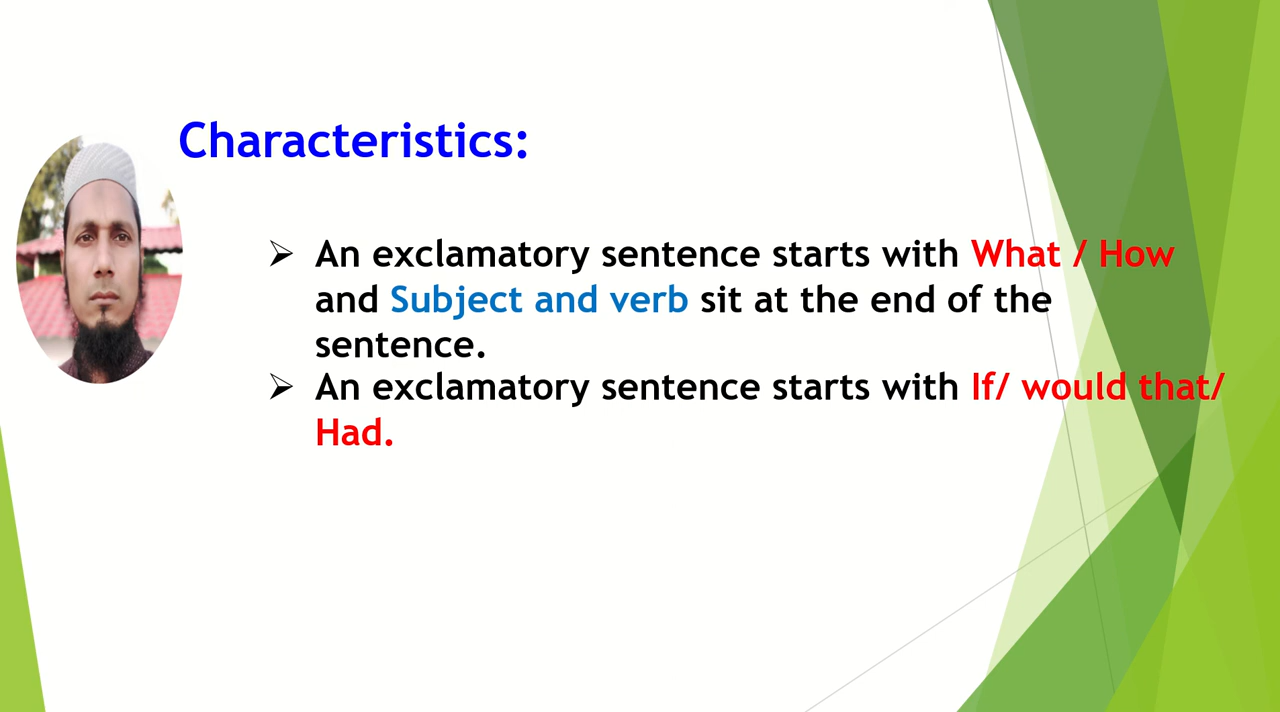 Characteristics:
An exclamatory sentence starts with What / How
and Subject and verb sit at the end of the
sentence.
An exclamatory sentence starts with If/ would that/
Had.